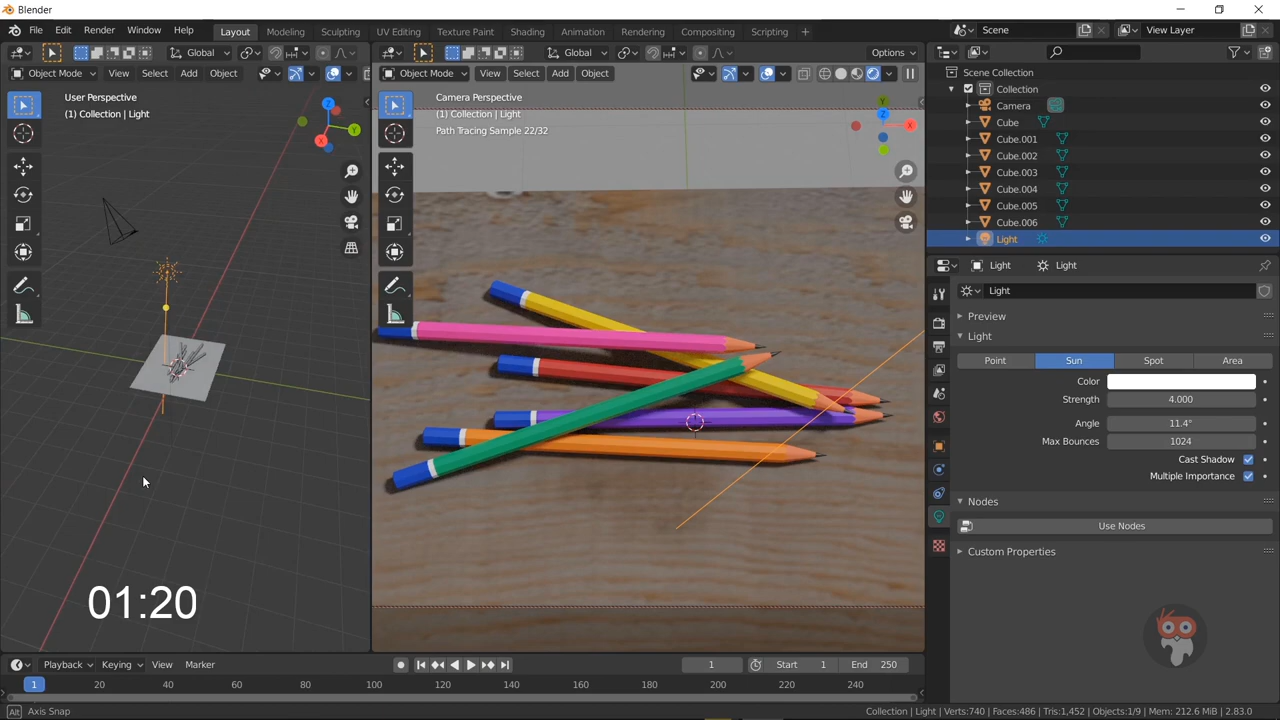 Blender
File Edit Render Window Help Layout Modeling Sculpting UV Editing Texture Paint Shading Animation Rendering Compositing Scripting + Scene View Layer
Global Global Options
Object Mode View Select Add Object Object Mode View Select Add Object
User Perspective
(1) Collection | Light
Camera Perspective
(1) Collection | Light
Path Tracing Sample 22/32
Scene Collection
Collection
Camera
Cube
Cube.001
Cube.002
Cube.003
Cube.004
Cube.005
Cube.006
Light
Light Light
Light
Preview
Light
Point Sun Spot Area
Color
Strength 4.000
Angle 11.4°
Max Bounces 1024
Cast Shadow
Multiple Importance
Nodes
Use Nodes
Custom Properties
Z Y X
Y Z X
01:20
Playback Keying View Marker 1 Start 1 End 250
1 20 40 60 80 100 120 140 160 180 200 220 240
Alt Axis Snap Collection | Light | Verts:740 | Faces:486 | Tris:1,452 | Objects:1/9 | Mem: 212.6 MiB | 2.83.0